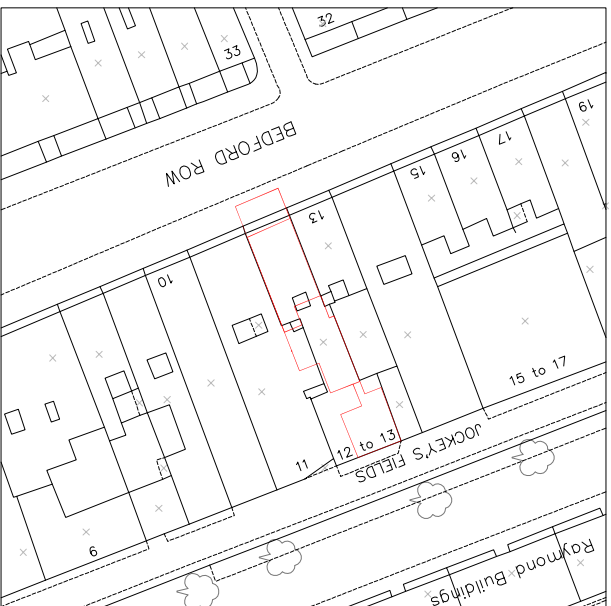 32
33
BEDFORD ROW
19
17
16
15
13
10
15 to 17
12 to 13
11
JOCKEY'S FIELDS
6
Raymond Buildings